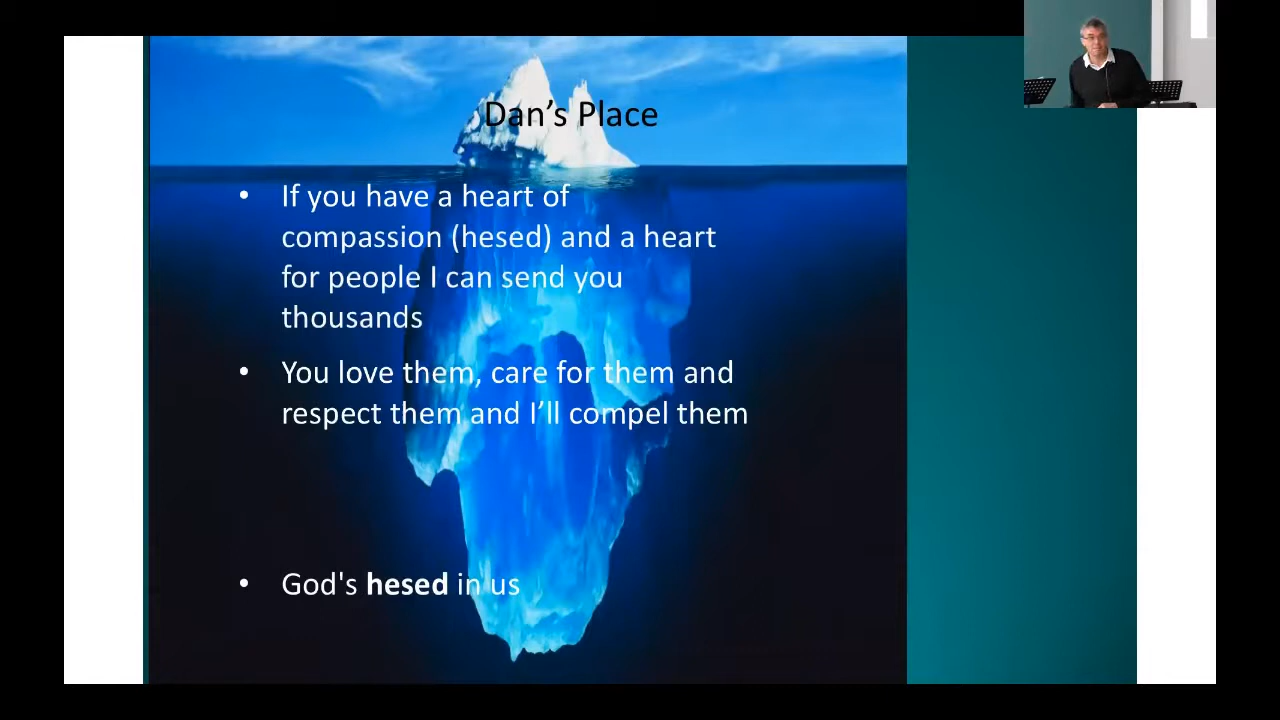 Dan’s Place
• If you have a heart of
compassion (hesed) and a heart
for people I can send you
thousands
• You love them, care for them and
respect them and I’ll compel them
• God's hesed in us